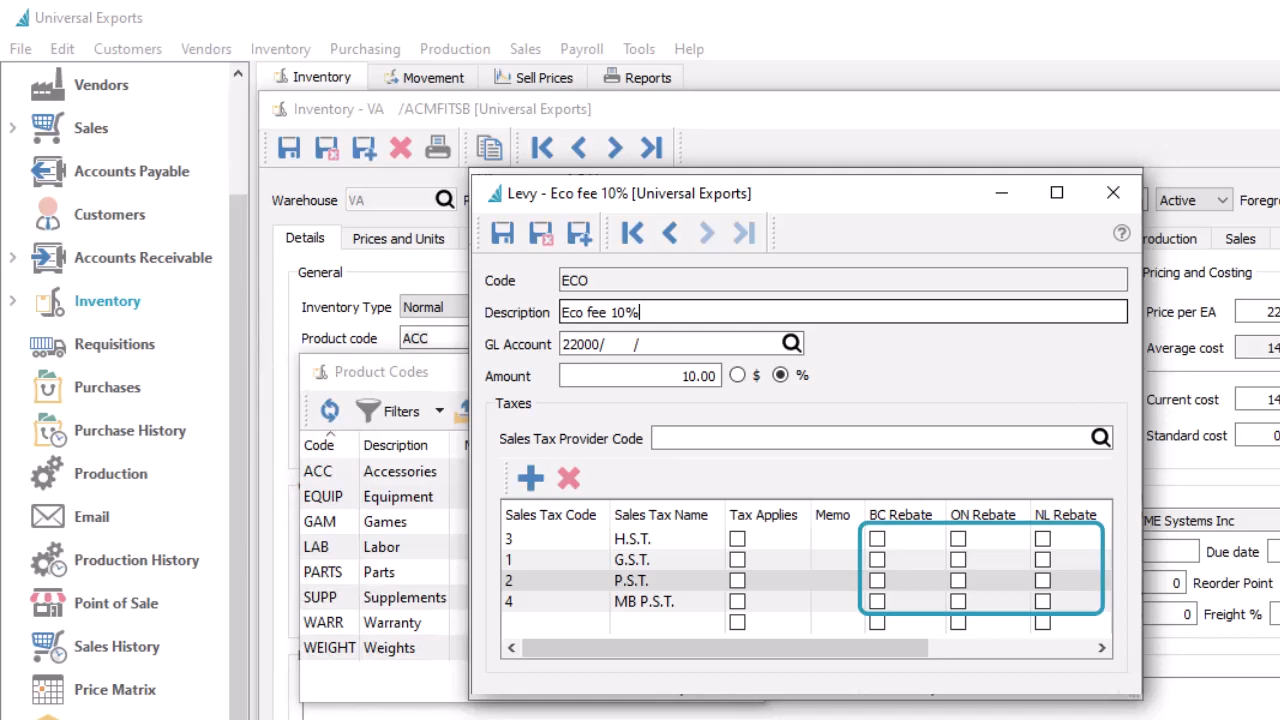 Universal Exports
File Edit Customers Vendors Inventory Purchasing Production Sales Payroll Tools Help
Vendors
Sales
Accounts Payable
Customers
Accounts Receivable
Inventory
Requisitions
Purchases
Purchase History
Production
Email
Production History
Point of Sale
Sales History
Price Matrix
Inventory Movement Sell Prices Reports
Inventory - VA /ACMFITSB [Universal Exports]
Warehouse VA
Active
Details Prices and Units
Sales
General
Inventory Type Normal
Product code ACC
Pricing and Costing
Price per EA 22
Average cost 14
Current cost 14
Standard cost 0
ME Systems Inc
Due date
0 Reorder Point
0 Freight %
Product Codes
Filters
Code Description
ACC Accessories
EQUIP Equipment
GAM Games
LAB Labor
PARTS Parts
SUPP Supplements
WARR Warranty
WEIGHT Weights
Levy - Eco fee 10% [Universal Exports]
Code ECO
Description Eco fee 10%
GL Account 22000/ /
Amount 10.00 $ %
Taxes
Sales Tax Provider Code
Sales Tax Code Sales Tax Name Tax Applies Memo BC Rebate ON Rebate NL Rebate
3 H.S.T.
1 G.S.T.
2 P.S.T.
4 MB P.S.T.